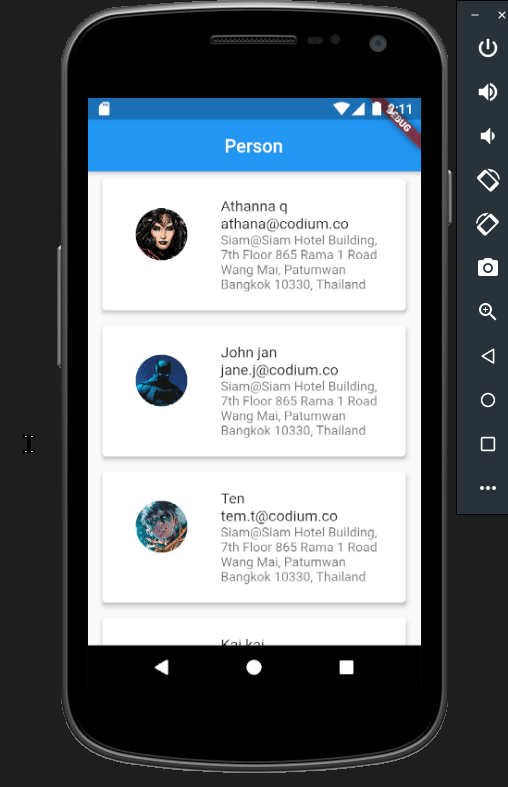 2:11
DEBUG
Person
Athanna q
athana@codium.co
Siam@Siam Hotel Building,
7th Floor 865 Rama 1 Road
Wang Mai, Patumwan
Bangkok 10330, Thailand
John jan
jane.j@codium.co
Siam@Siam Hotel Building,
7th Floor 865 Rama 1 Road
Wang Mai, Patumwan
Bangkok 10330, Thailand
Ten
tem.t@codium.co
Siam@Siam Hotel Building,
7th Floor 865 Rama 1 Road
Wang Mai, Patumwan
Bangkok 10330, Thailand
Kai kai